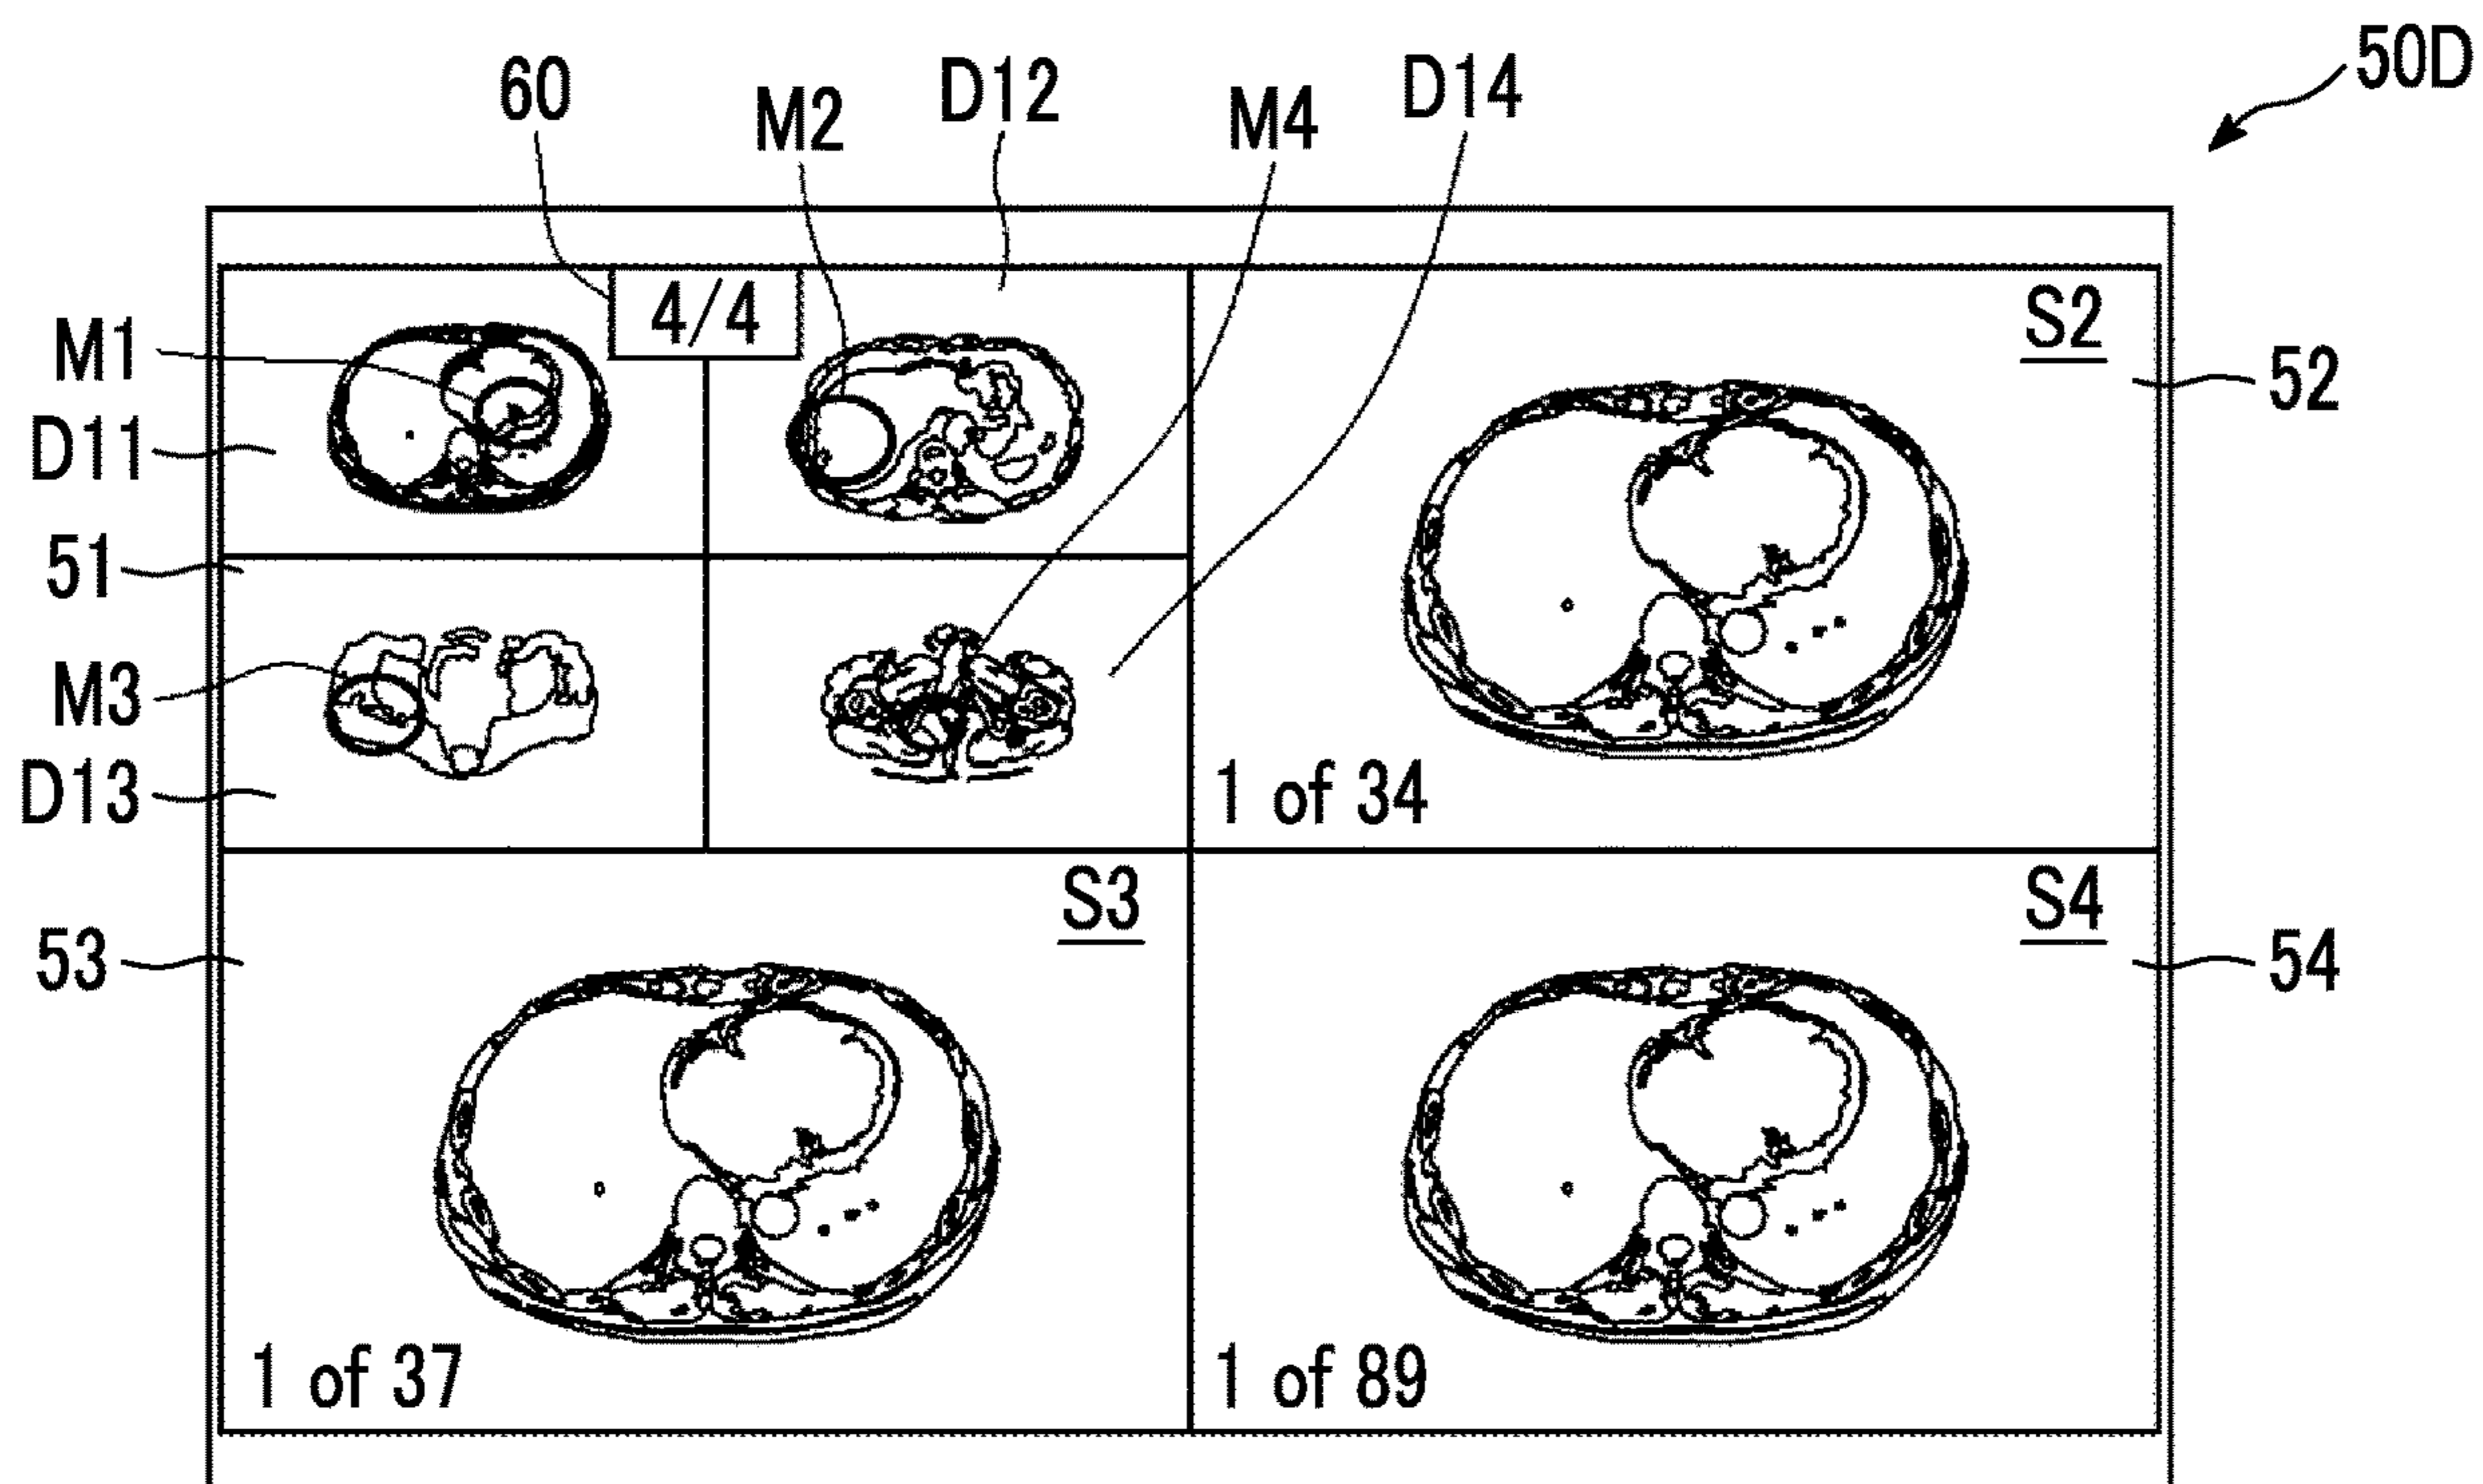 50D
60
M2
D12
M4
D14
4/4
S2
M1
52
D11
51
M3
D13
1 of 34
S3
S4
53
54
1 of 37
1 of 89